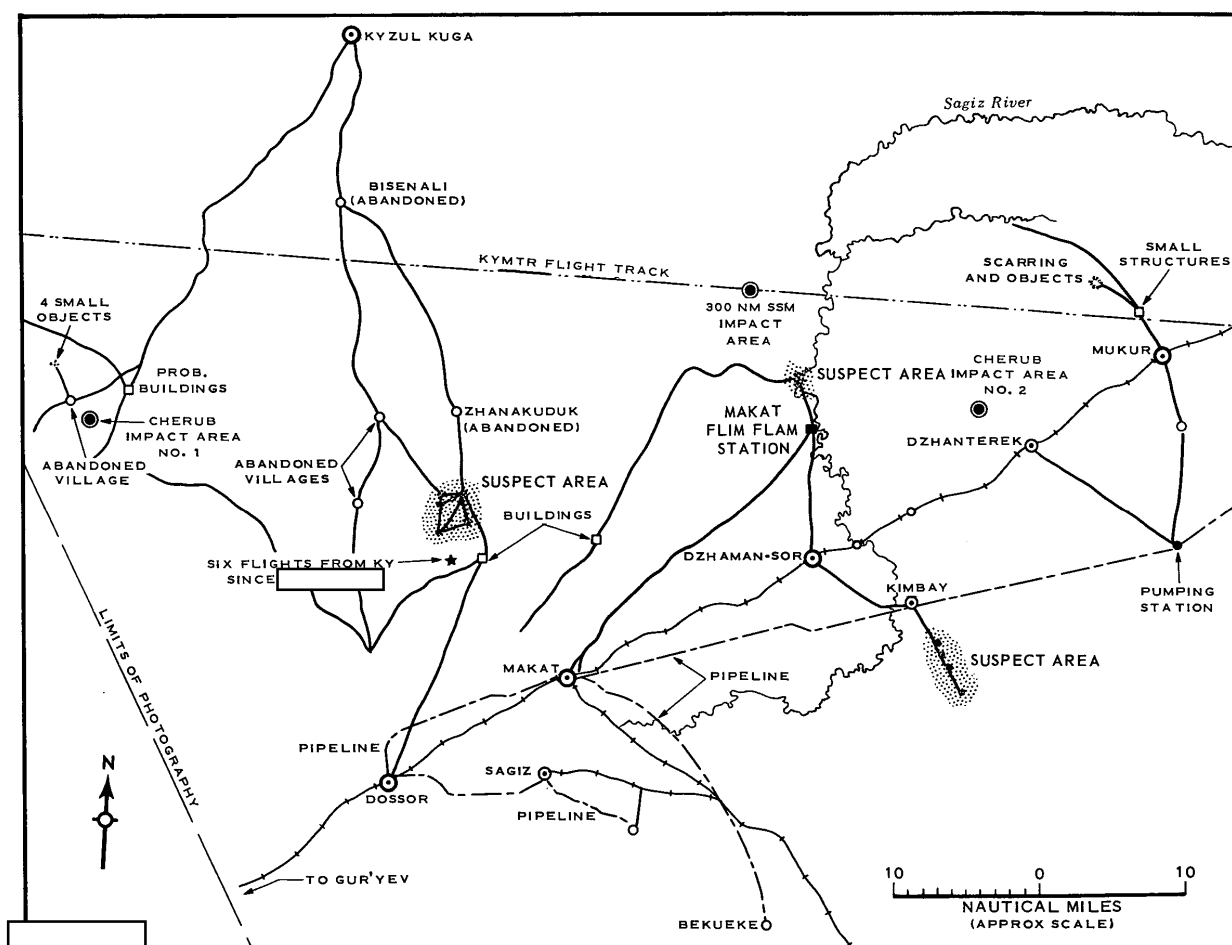 KYZUL KUGA
Sagiz River
BISENALI
(ABANDONED)
KYMTR FLIGHT TRACK
SCARRING
AND OBJECTS
SMALL
STRUCTURES
4 SMALL
OBJECTS
300 NM SSM
IMPACT
AREA
MUKUR
PROB.
BUILDINGS
SUSPECT AREA
CHERUB
IMPACT AREA
NO. 2
CHERUB
IMPACT AREA
NO. 1
ZHANAKUDUK
(ABANDONED)
MAKAT
FLIM FLAM
STATION
DZHANTEREK
ABANDONED
VILLAGE
ABANDONED
VILLAGES
SUSPECT AREA
BUILDINGS
SIX FLIGHTS FROM KY
SINCE
DZHAMAN-SOR
KIMBAY
PUMPING
STATION
LIMITS OF PHOTOGRAPHY
MAKAT
PIPELINE
SUSPECT AREA
PIPELINE
N
SAGIZ
DOSSOR
PIPELINE
TO GUR'YEV
BEKUEKE
10 0 10
NAUTICAL MILES
(APPROX SCALE)